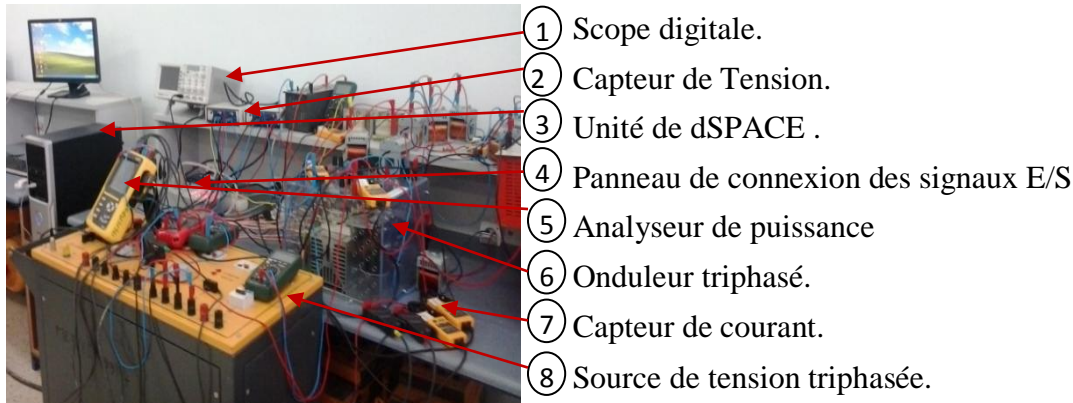 1 Scope digitale.
2 Capteur de Tension.
3 Unité de dSPACE .
4 Panneau de connexion des signaux E/S
5 Analyseur de puissance
6 Onduleur triphasé.
7 Capteur de courant.
8 Source de tension triphasée.